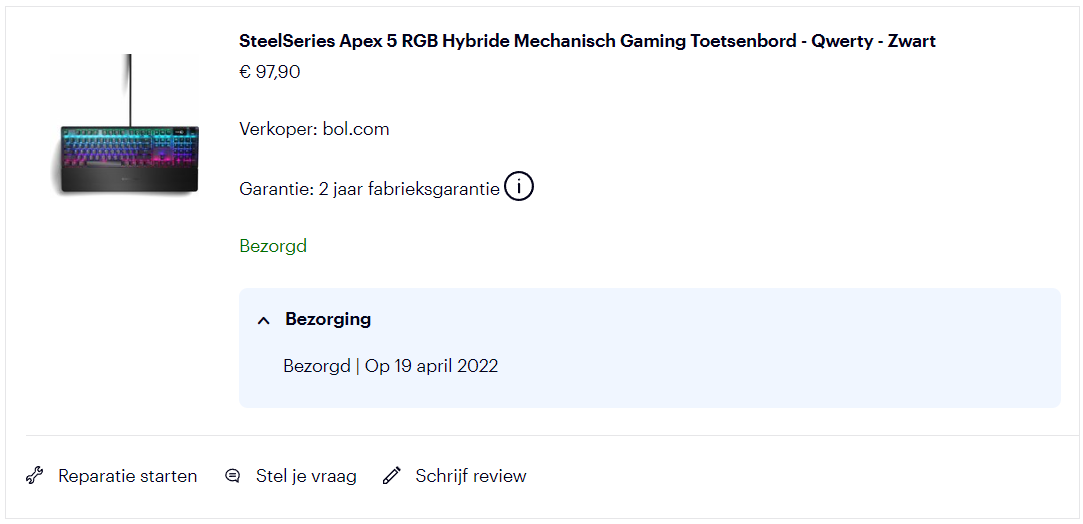 SteelSeries Apex 5 RGB Hybride Mechanisch Gaming Toetsenbord - Qwerty - Zwart
€ 97,90
Verkoper: bol.com
Garantie: 2 jaar fabrieksgarantie
Bezorgd
Bezorging
Bezorgd | Op 19 april 2022
Reparatie starten
Stel je vraag
Schrijf review